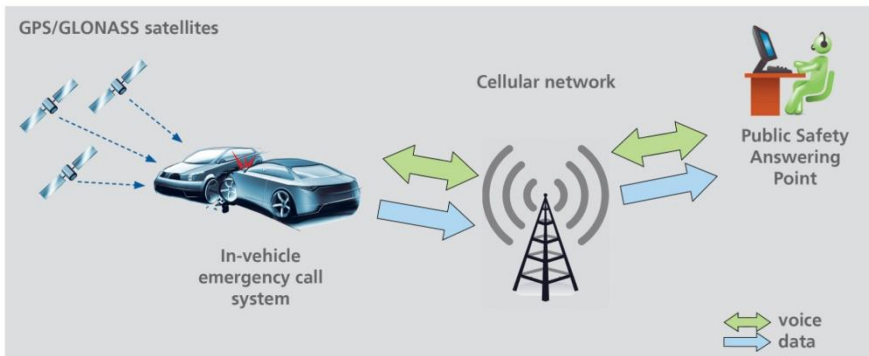 GPS/GLONASS satellites
Cellular network
Public Safety
Answering
Point
In-vehicle
emergency call
system
voice
data